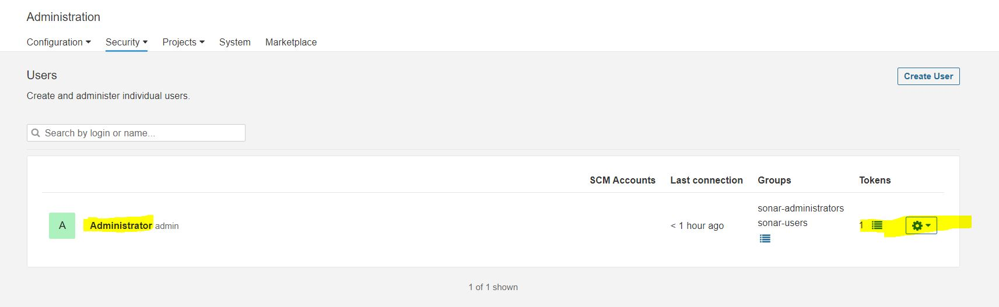 Administration
Configuration Security Projects System Marketplace
Users
Create User
Create and administer individual users.
Search by login or name...
SCM Accounts Last connection Groups Tokens
A Administrator admin < 1 hour ago sonar-administrators
sonar-users 1
1 of 1 shown